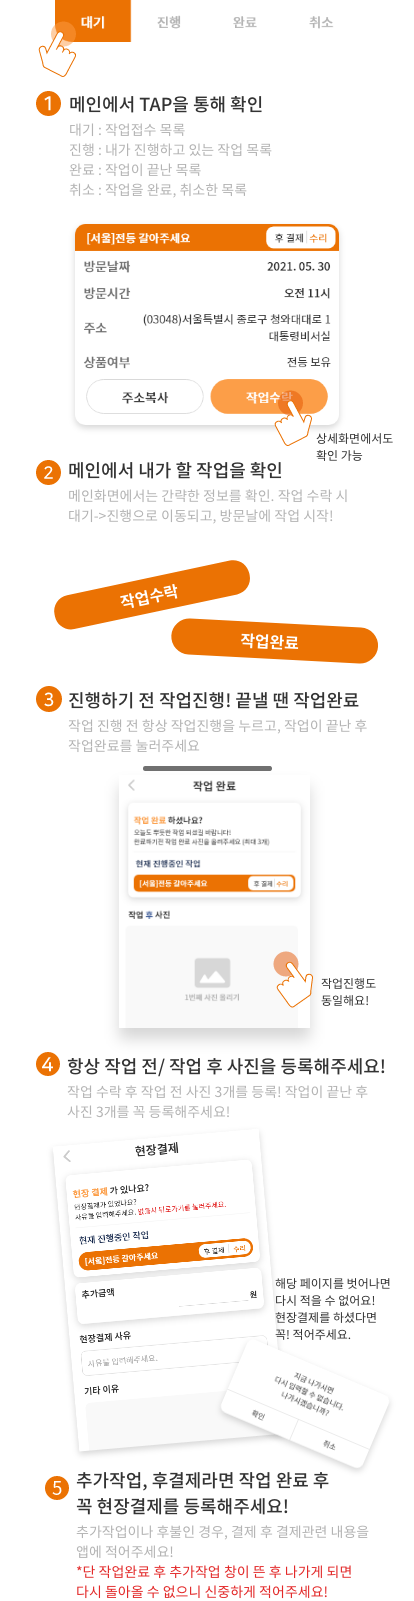 대기 진행 완료 취소
1 메인에서 TAP을 통해 확인
대기 : 작업접수 목록
진행 : 내가 진행하고 있는 작업 목록
완료 : 작업이 끝난 목록
취소 : 작업을 완료, 취소한 목록
[서울]전등 갈아주세요 후 결제 수리
방문날짜 2021. 05. 30
방문시간 오전 11시
주소 (03048)서울특별시 종로구 청와대대로 1
대통령비서실
상품여부 전등 보유
주소복사 작업수락
상세화면에서도
확인 가능
2 메인에서 내가 할 작업을 확인
메인화면에서는 간략한 정보를 확인. 작업 수락 시
대기->진행으로 이동되고, 방문날에 작업 시작!
작업수락
작업완료
3 진행하기 전 작업진행! 끝낼 땐 작업완료
작업 진행 전 항상 작업진행을 누르고, 작업이 끝난 후
작업완료를 눌러주세요
작업 완료
작업 완료 하셨나요?
오늘도 뿌듯한 작업 되셨길 바랍니다!
완료하기전 작업 완료 사진을 올려주세요 (최대 3개)
현재 진행중인 작업
[서울]전등 갈아주세요 후 결제 수리
작업 후 사진
1번째 사진 올리기
작업진행도
동일해요!
4 항상 작업 전/ 작업 후 사진을 등록해주세요!
작업 수락 후 작업 전 사진 3개를 등록! 작업이 끝난 후
사진 3개를 꼭 등록해주세요!
현장결제
현장 결제 가 있나요?
현장결제가 있었나요?
사유를 입력해주세요. 없을시 뒤로가기를 눌러주세요.
현재 진행중인 작업
[서울]전등 갈아주세요 후 결제 수리
추가금액
원
현장결제 사유
사유를 입력해주세요.
기타 이유
해당 페이지를 벗어나면
다시 적을 수 없어요!
현장결제를 하셨다면
꼭! 적어주세요.
지금 나가시면
다시 입력할 수 없습니다.
나가시겠습니까?
확인 취소
5 추가작업, 후결제라면 작업 완료 후
꼭 현장결제를 등록해주세요!
추가작업이나 후불인 경우, 결제 후 결제관련 내용을
앱에 적어주세요!
*단 작업완료 후 추가작업 창이 뜬 후 나가게 되면
다시 돌아올 수 없으니 신중하게 적어주세요!